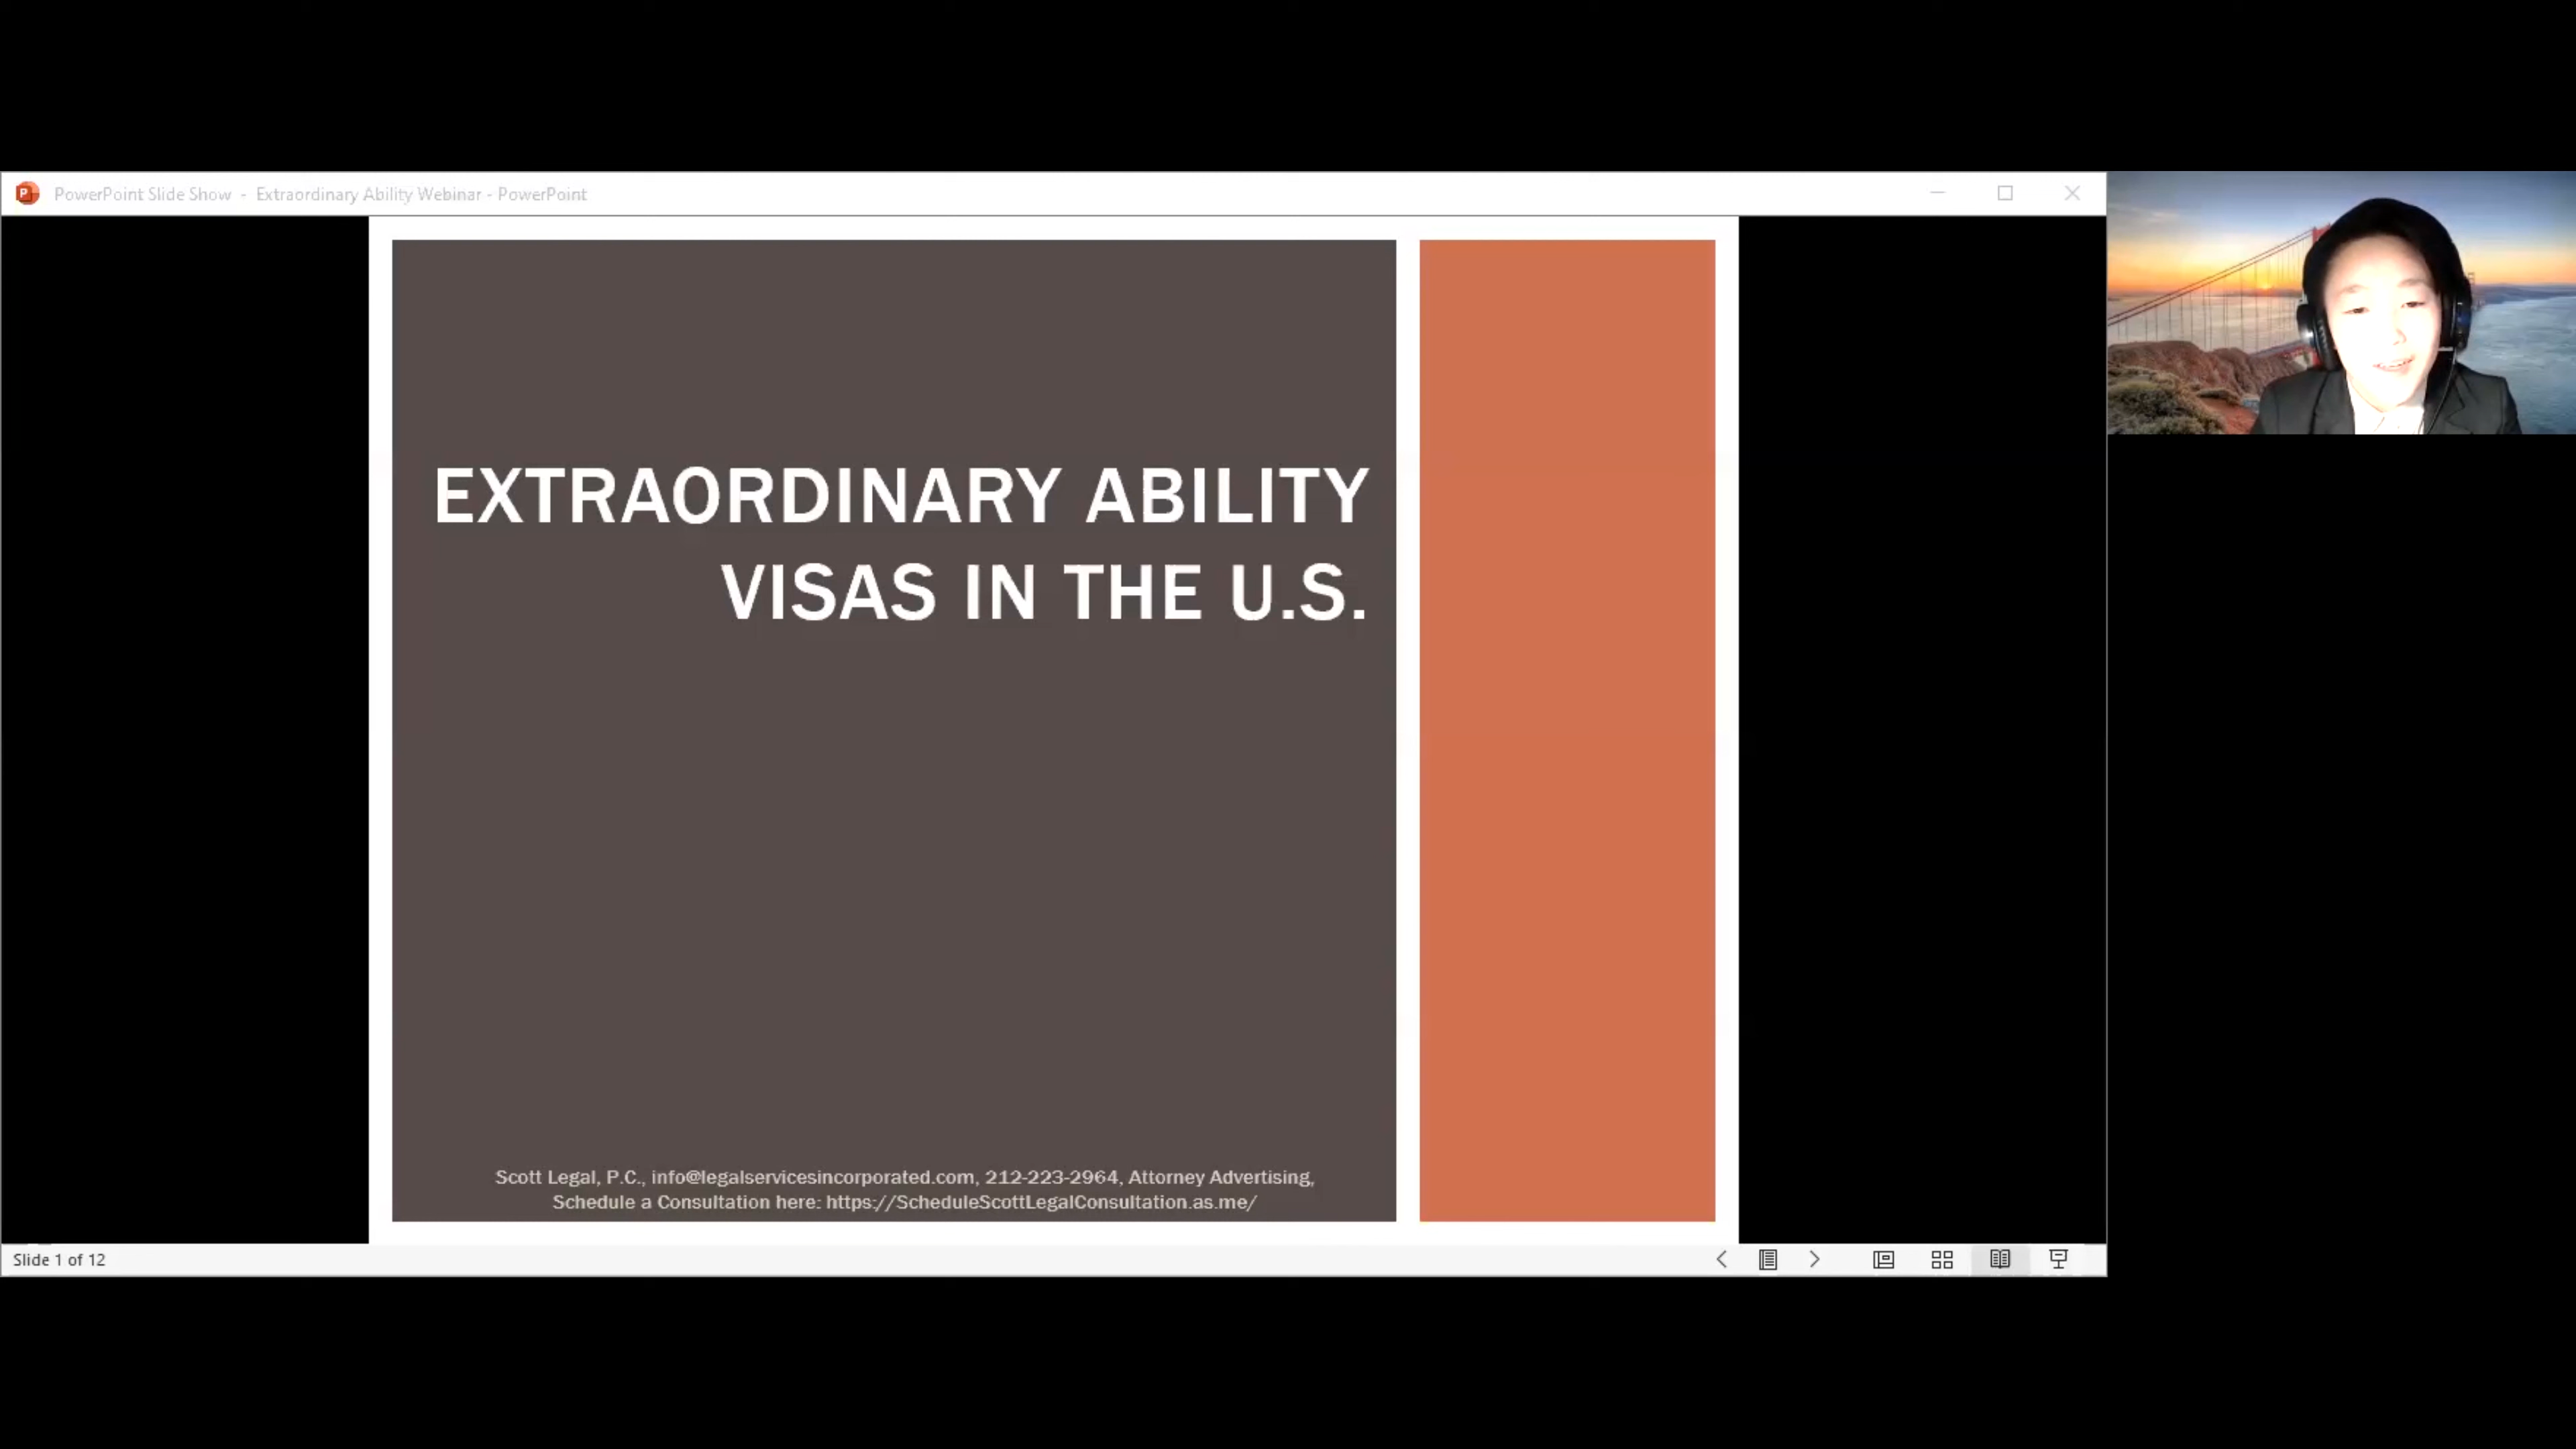 PowerPoint Slide Show - Extraordinary Ability Webinar - PowerPoint
EXTRAORDINARY ABILITY
VISAS IN THE U.S.
Scott Legal, P.C., info@legalservicesincorporated.com, 212-223-2964, Attorney Advertising,
Schedule a Consultation here: https://ScheduleScottLegalConsultation.as.me/
Slide 1 of 12